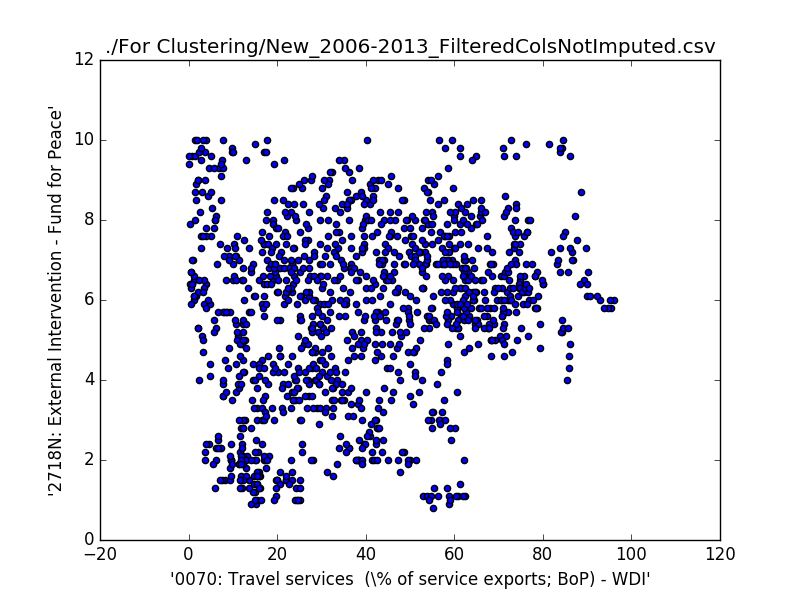 ./For Clustering/New_2006-2013_FilteredColsNotImputed.csv
12
10
8
6
4
2
0
'2718N: External Intervention - Fund for Peace'
−20 0 20 40 60 80 100 120
'0070: Travel services  (\% of service exports; BoP) - WDI'